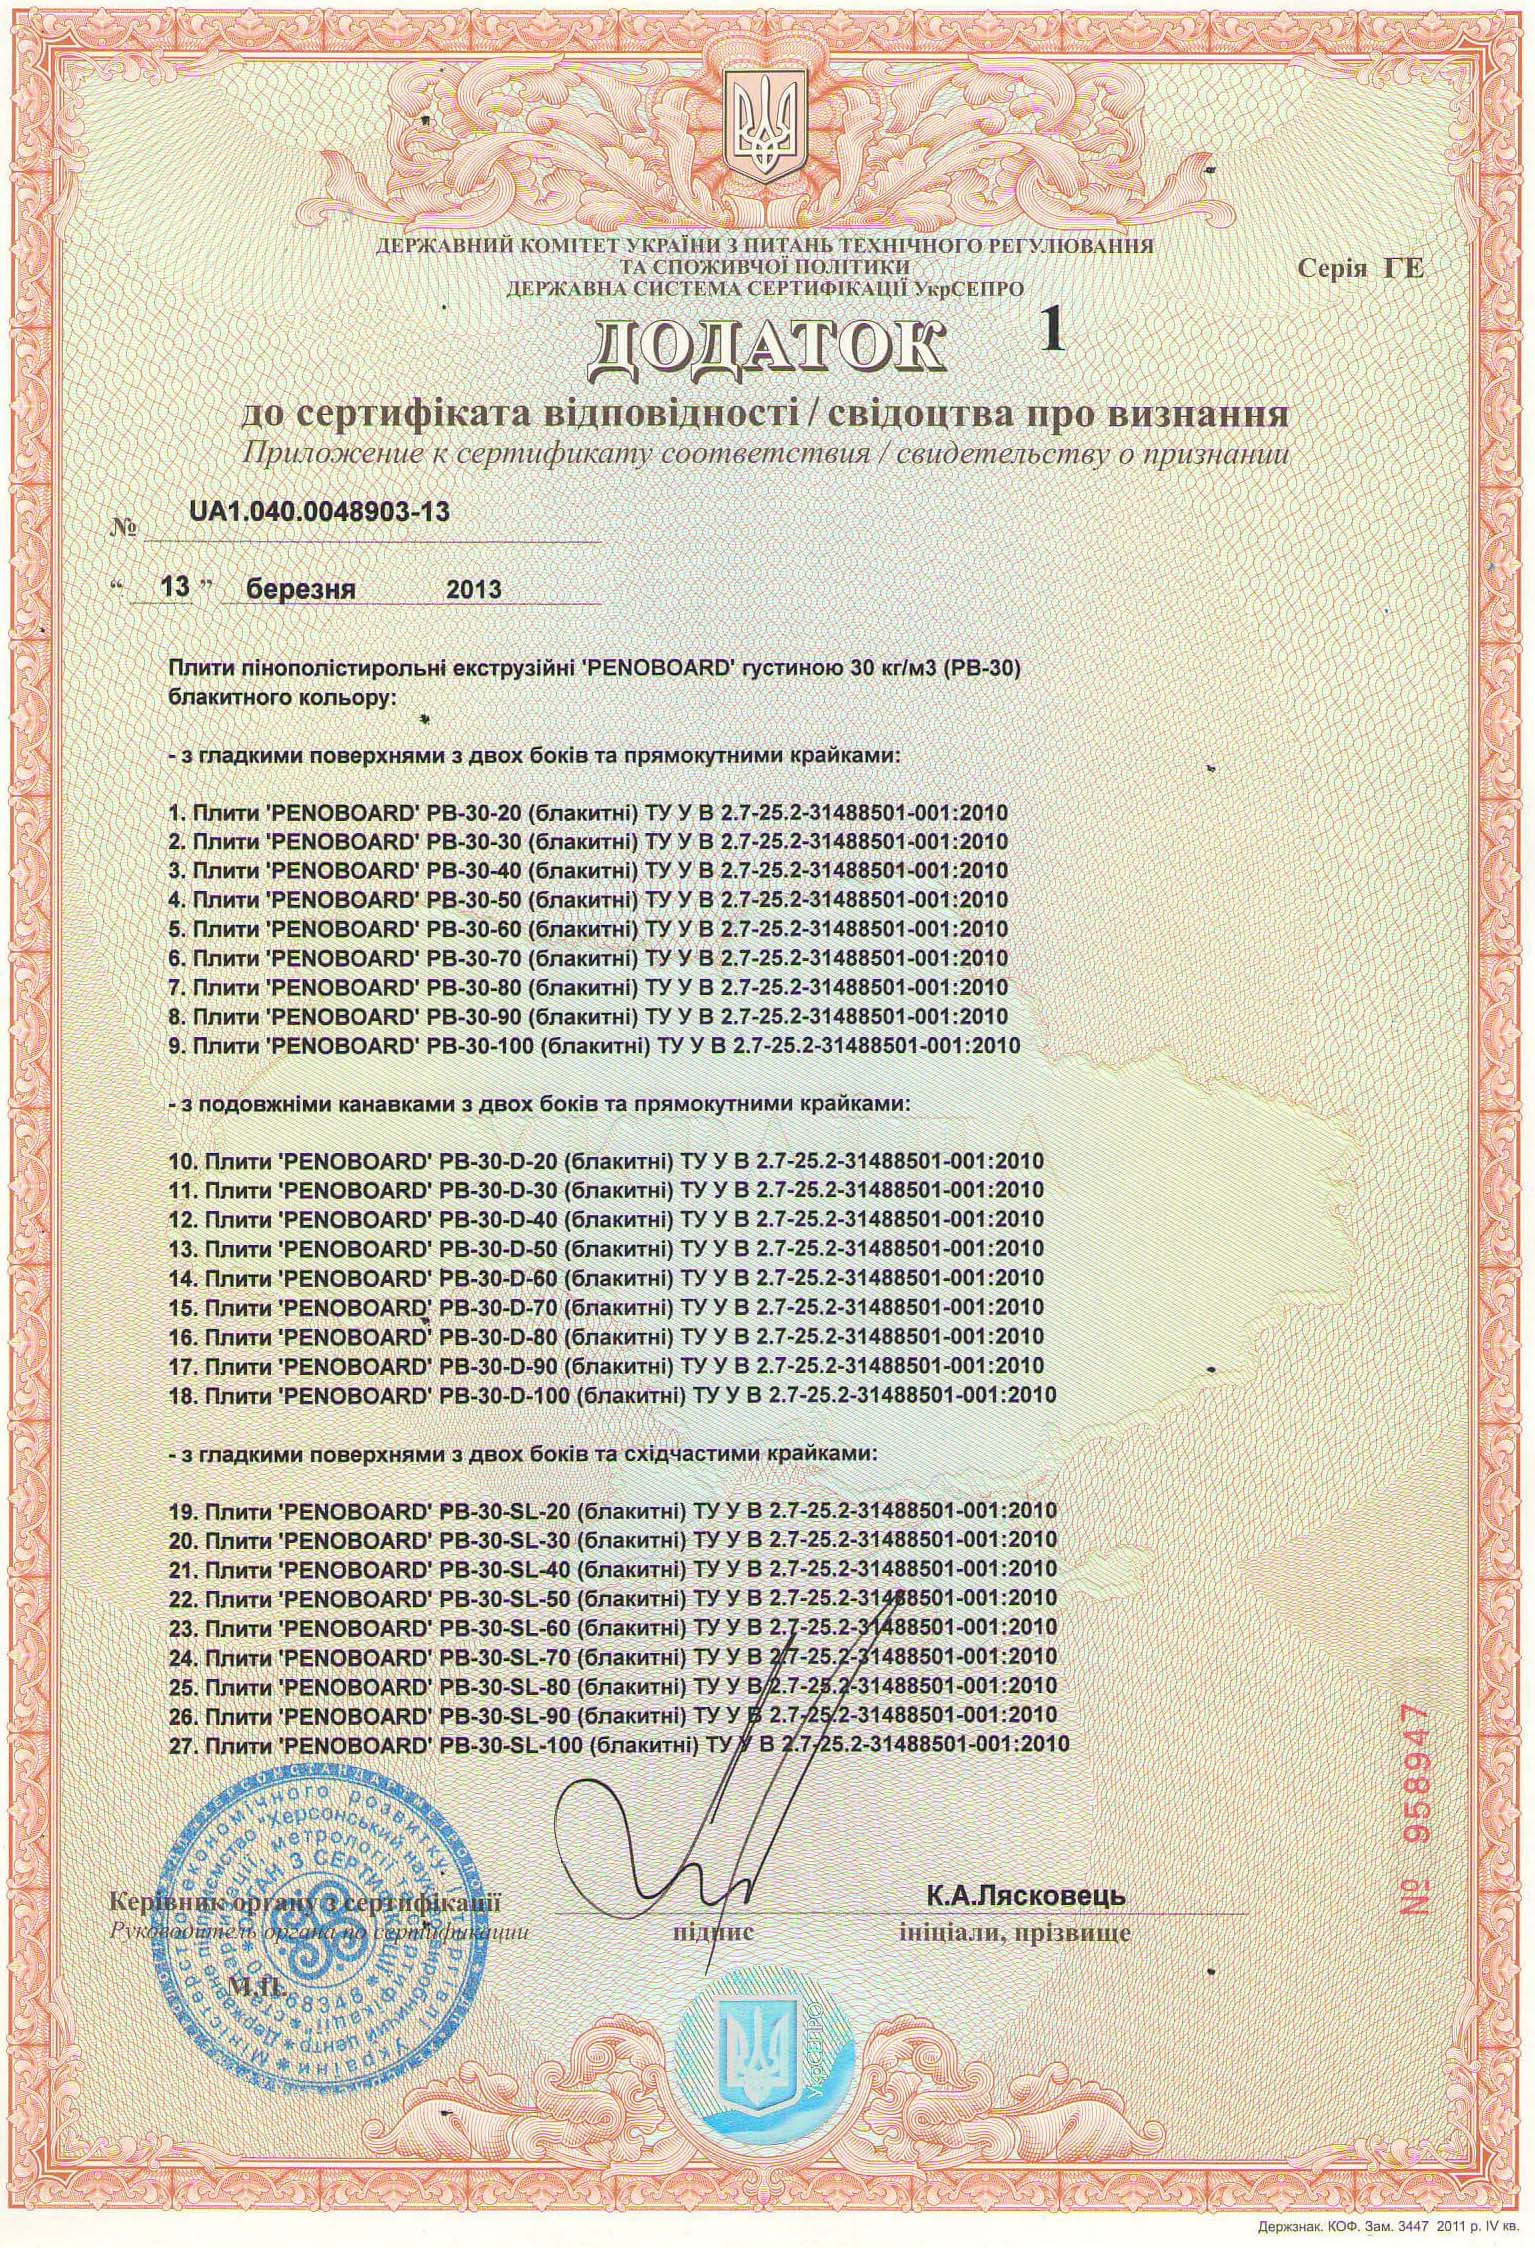 ДЕРЖАВНИЙ КОМІТЕТ УКРАЇНИ З ПИТАНЬ ТЕХНІЧНОГО РЕГУЛЮВАННЯ
ТА СПОЖИВЧОЇ ПОЛІТИКИ
ДЕРЖАВНА СИСТЕМА СЕРТИФІКАЦІЇ УкрСЕПРО
Серія ГЕ
ДОДАТОК 1
до сертифіката відповідності / свідоцтва про визнання
Приложение к сертификату соответствия / свидетельству о признании
№ UA1.040.0048903-13
“ 13 ” березня 2013
Плити пінополістирольні екструзійні 'PENOBOARD' густиною 30 кг/м3 (РВ-30)
блакитного кольору:
- з гладкими поверхнями з двох боків та прямокутними крайками:
1. Плити 'PENOBOARD' PB-30-20 (блакитні) ТУ У В 2.7-25.2-31488501-001:2010
2. Плити 'PENOBOARD' PB-30-30 (блакитні) ТУ У В 2.7-25.2-31488501-001:2010
3. Плити 'PENOBOARD' PB-30-40 (блакитні) ТУ У В 2.7-25.2-31488501-001:2010
4. Плити 'PENOBOARD' PB-30-50 (блакитні) ТУ У В 2.7-25.2-31488501-001:2010
5. Плити 'PENOBOARD' PB-30-60 (блакитні) ТУ У В 2.7-25.2-31488501-001:2010
6. Плити 'PENOBOARD' PB-30-70 (блакитні) ТУ У В 2.7-25.2-31488501-001:2010
7. Плити 'PENOBOARD' PB-30-80 (блакитні) ТУ У В 2.7-25.2-31488501-001:2010
8. Плити 'PENOBOARD' PB-30-90 (блакитні) ТУ У В 2.7-25.2-31488501-001:2010
9. Плити 'PENOBOARD' PB-30-100 (блакитні) ТУ У В 2.7-25.2-31488501-001:2010
- з подовжніми канавками з двох боків та прямокутними крайками:
10. Плити 'PENOBOARD' PB-30-D-20 (блакитні) ТУ У В 2.7-25.2-31488501-001:2010
11. Плити 'PENOBOARD' PB-30-D-30 (блакитні) ТУ У В 2.7-25.2-31488501-001:2010
12. Плити 'PENOBOARD' PB-30-D-40 (блакитні) ТУ У В 2.7-25.2-31488501-001:2010
13. Плити 'PENOBOARD' PB-30-D-50 (блакитні) ТУ У В 2.7-25.2-31488501-001:2010
14. Плити 'PENOBOARD' PB-30-D-60 (блакитні) ТУ У В 2.7-25.2-31488501-001:2010
15. Плити 'PENOBOARD' PB-30-D-70 (блакитні) ТУ У В 2.7-25.2-31488501-001:2010
16. Плити 'PENOBOARD' PB-30-D-80 (блакитні) ТУ У В 2.7-25.2-31488501-001:2010
17. Плити 'PENOBOARD' PB-30-D-90 (блакитні) ТУ У В 2.7-25.2-31488501-001:2010
18. Плити 'PENOBOARD' PB-30-D-100 (блакитні) ТУ У В 2.7-25.2-31488501-001:2010
- з гладкими поверхнями з двох боків та східчастими крайками:
19. Плити 'PENOBOARD' PB-30-SL-20 (блакитні) ТУ У В 2.7-25.2-31488501-001:2010
20. Плити 'PENOBOARD' PB-30-SL-30 (блакитні) ТУ У В 2.7-25.2-31488501-001:2010
21. Плити 'PENOBOARD' PB-30-SL-40 (блакитні) ТУ У В 2.7-25.2-31488501-001:2010
22. Плити 'PENOBOARD' PB-30-SL-50 (блакитні) ТУ У В 2.7-25.2-31488501-001:2010
23. Плити 'PENOBOARD' PB-30-SL-60 (блакитні) ТУ У В 2.7-25.2-31488501-001:2010
24. Плити 'PENOBOARD' PB-30-SL-70 (блакитні) ТУ У В 2.7-25.2-31488501-001:2010
25. Плити 'PENOBOARD' PB-30-SL-80 (блакитні) ТУ У В 2.7-25.2-31488501-001:2010
26. Плити 'PENOBOARD' PB-30-SL-90 (блакитні) ТУ У В 2.7-25.2-31488501-001:2010
27. Плити 'PENOBOARD' PB-30-SL-100 (блакитні) ТУ У В 2.7-25.2-31488501-001:2010
№ 958947
Керівник органу з сертифікації
К.А.Лясковець
Руководитель органа по сертификации
підпис
ініціали, прізвище
М.П.
УкрСЕПРО
Держзнак. КОФ. Зам. 3447 2011 р. IV кв.